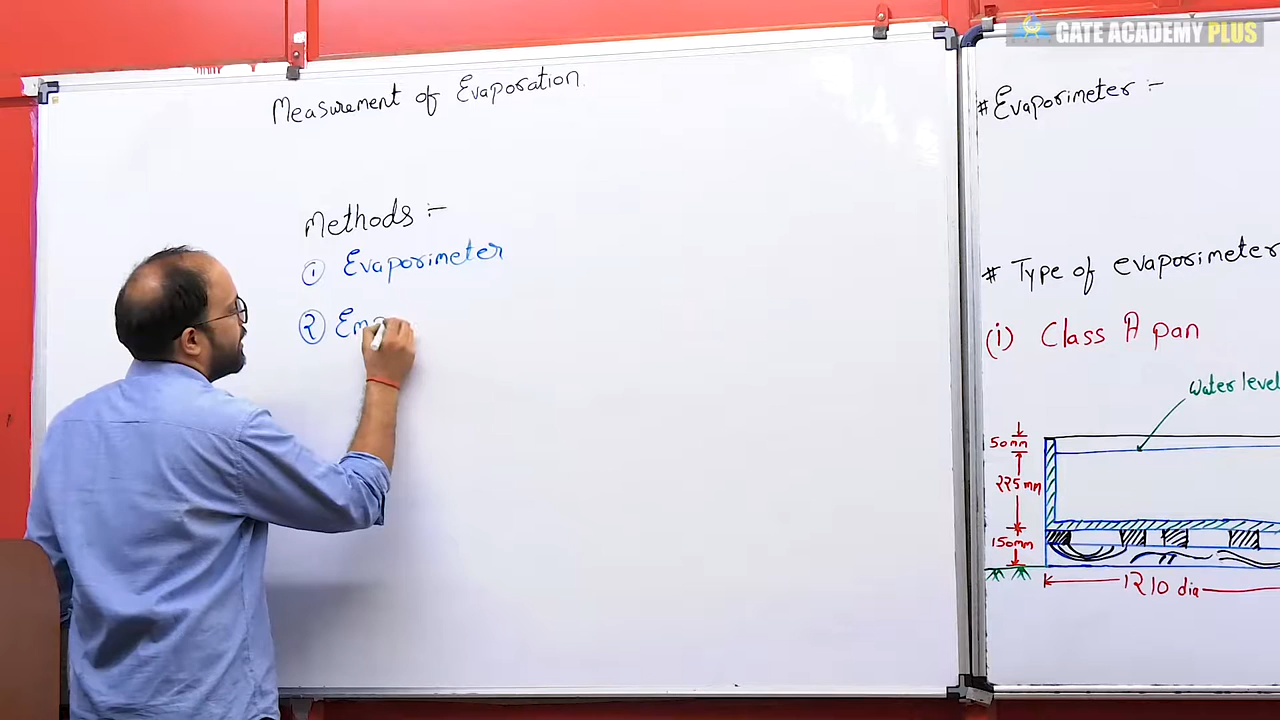 GATE ACADEMY PLUS
Measurement of Evaporation
Methods :-
① Evaporimeter
②
# Evaporimeter :-
# Type of evaporimeter
(i) Class A pan
Water level
50mm
225mm
150mm
1210 dia